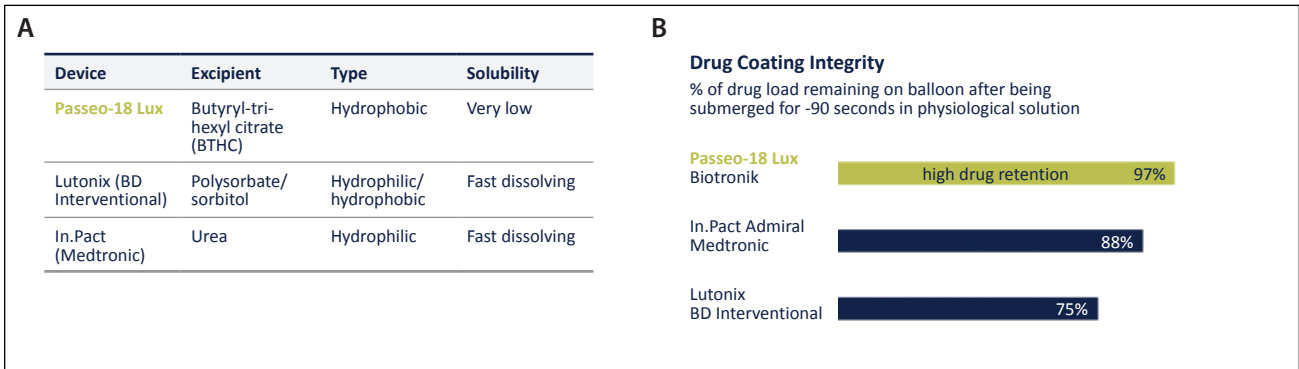 A
Device Excipient Type Solubility
Passeo-18 Lux Butyryl-tri- Hydrophobic Very low
hexyl citrate
(BTHC)
Lutonix (BD Polysorbate/ Hydrophilic/ Fast dissolving
Interventional) sorbitol hydrophobic
In.Pact Urea Hydrophilic Fast dissolving
(Medtronic)
B
Drug Coating Integrity
% of drug load remaining on balloon after being
submerged for -90 seconds in physiological solution
Passeo-18 Lux
Biotronik
high drug retention 97%
In.Pact Admiral
Medtronic
88%
Lutonix
BD Interventional
75%